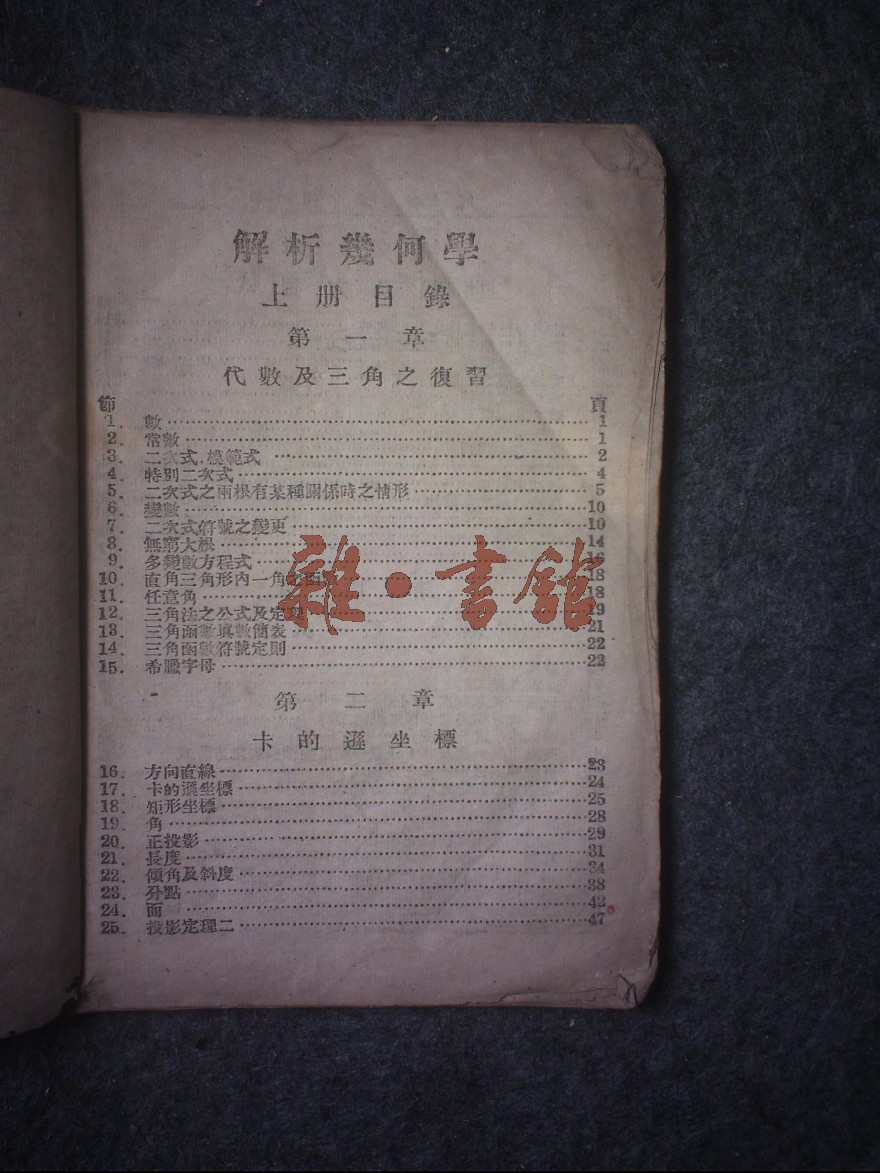 解析幾何學
上册目錄
第一章
代數及三角之復習
節 頁
1. 數 1
2. 常數 1
3. 二次式,模範式 2
4. 特别二次式 4
5. 二次式之兩根有某種關係時之情形 5
6. 變數 10
7. 二次式符號之變更 10
8. 無窮大根 14
9. 多變數方程式 16
10. 直角三角形內一角之函 18
11. 任意角 18
12. 三角法之公式及定理 19
13. 三角函數真數簡表 21
14. 三角函數符號定則 22
15. 希臘字母 22
雜·書館
第二章
卡的遜坐標
16. 方向直線 23
17. 卡的遜坐標 24
18. 矩形坐標 25
19. 角 28
20. 正投影 29
21. 長度 31
22. 傾角及斜度 34
23. 分點 38
24. 面 42
25. 投影定理二 47